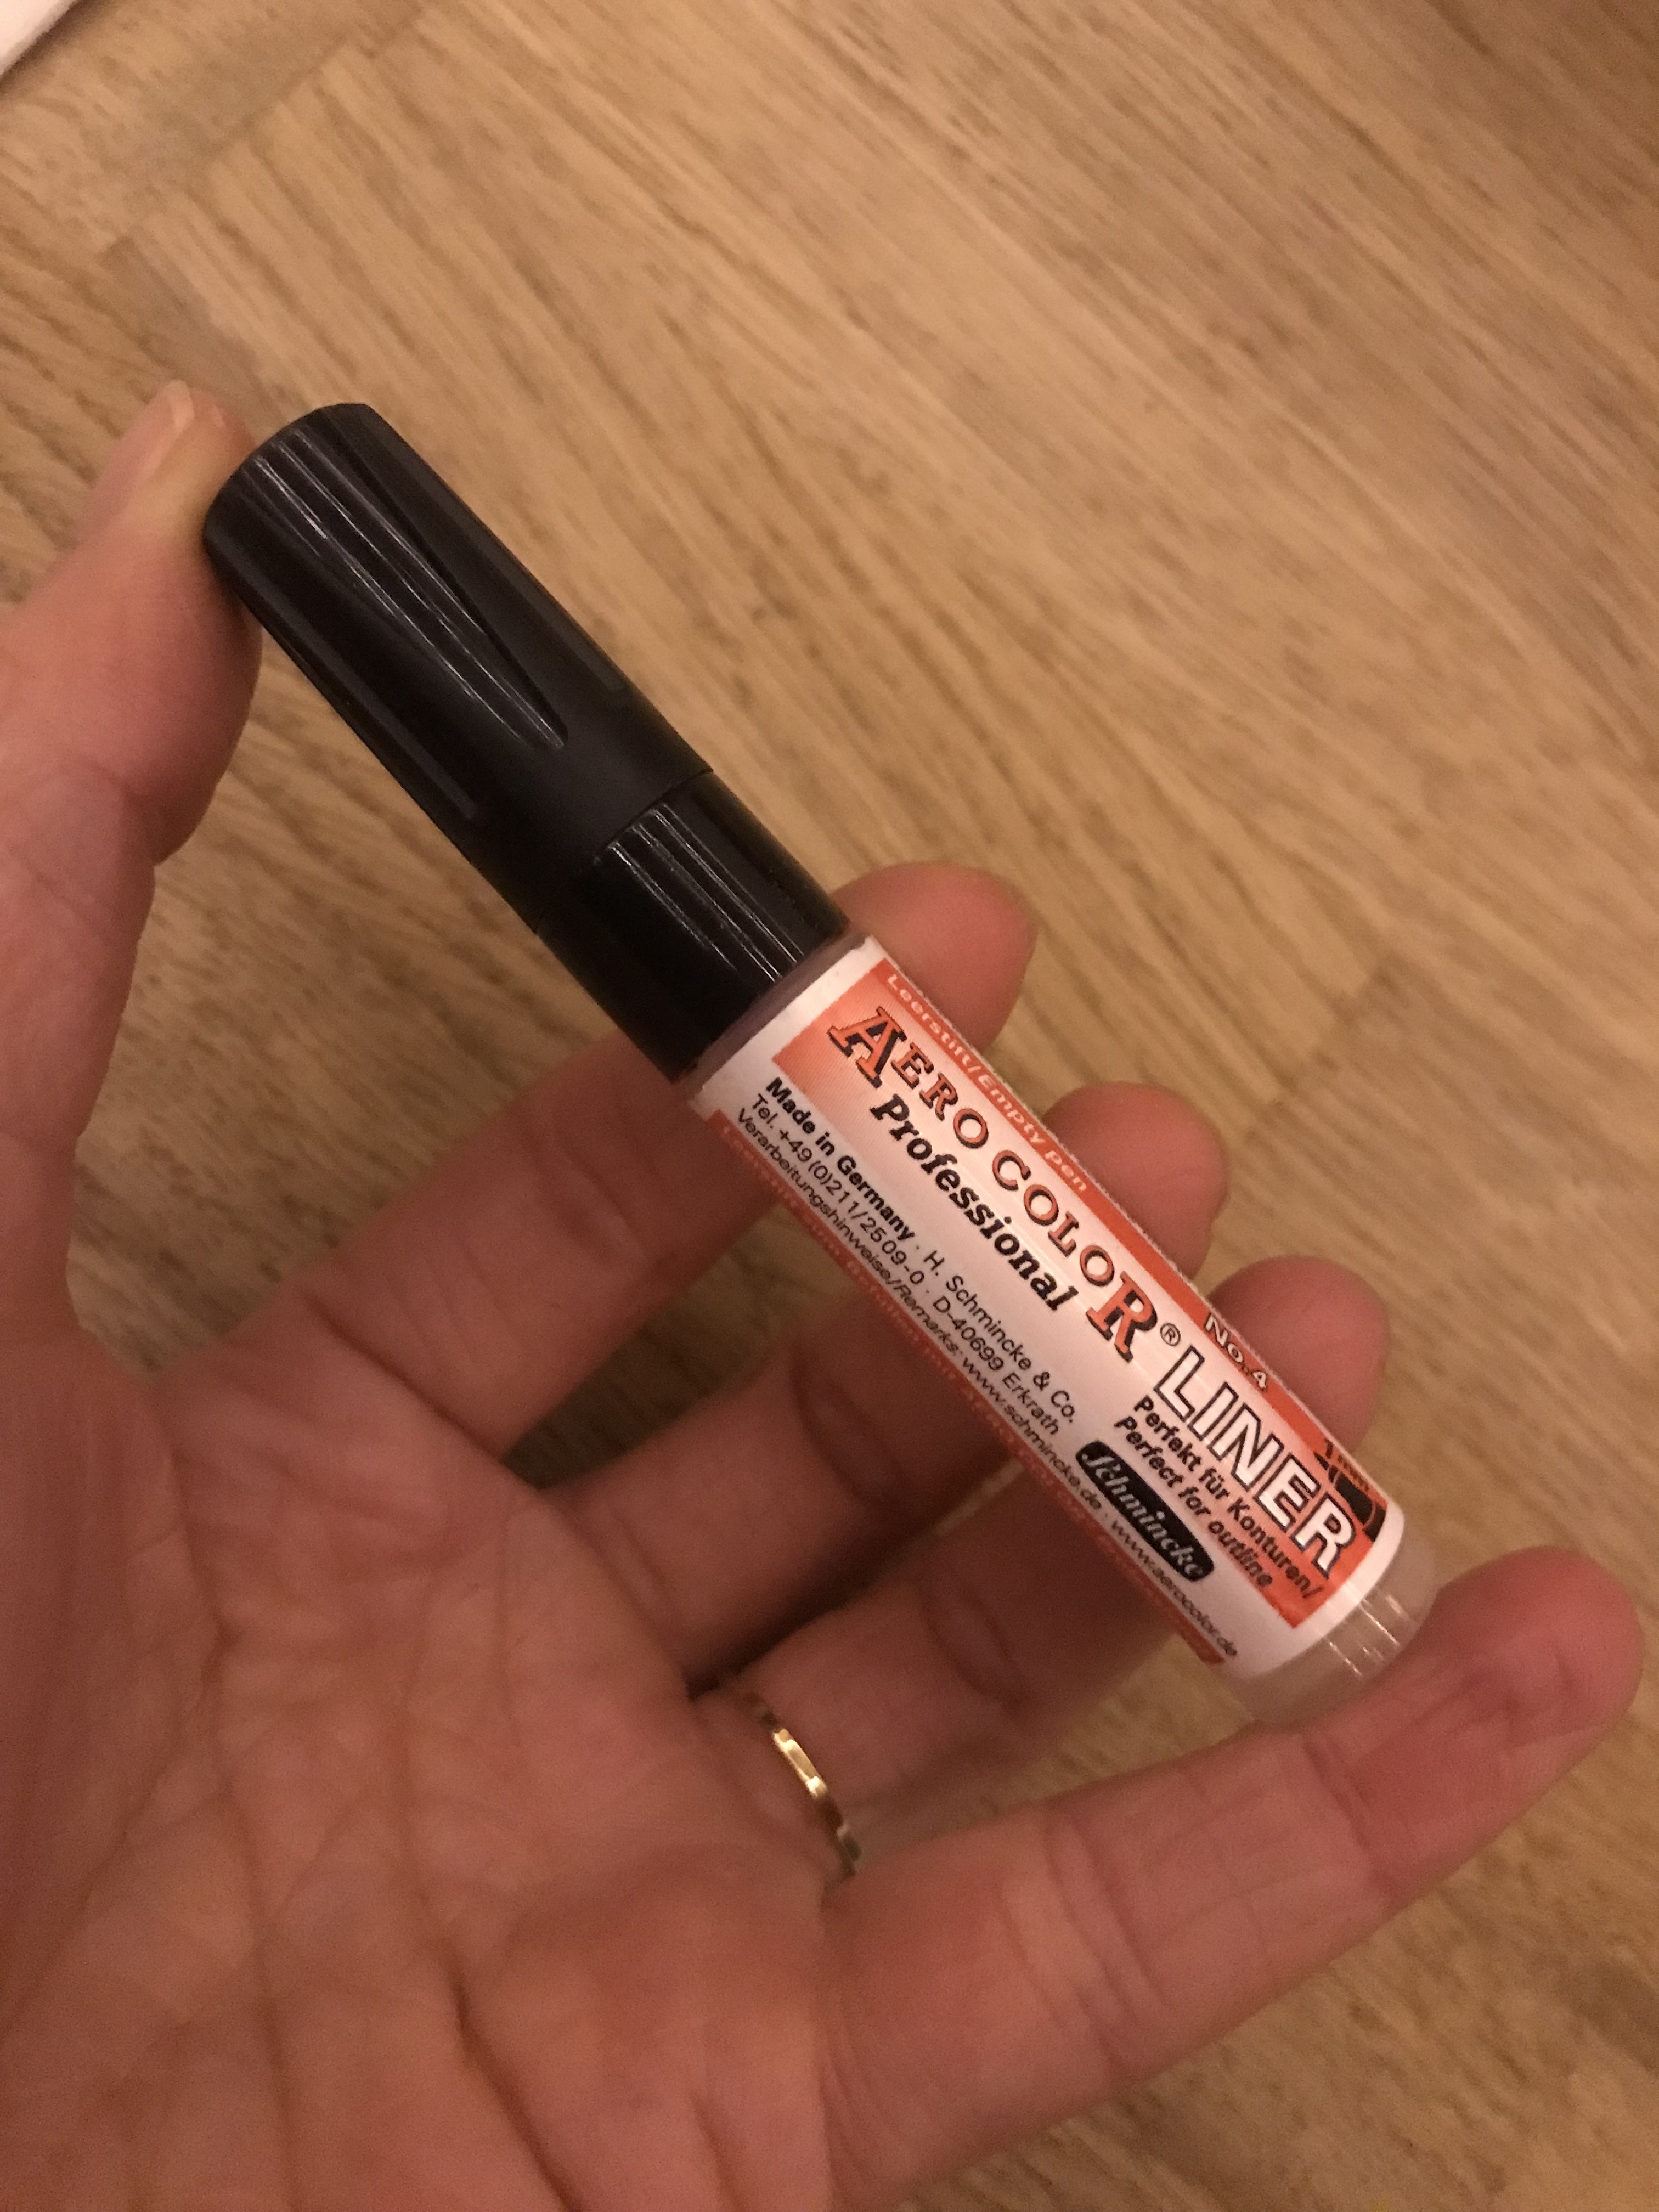 Leerstift/Empty pen No.4
AERO COLOR® LINER
Professional
Perfekt für Konturen/
Perfect for outline
Made in Germany · H. Schmincke & Co.
Tel. +49(0)211/2509-0 · D-40699 Erkrath
Verarbeitungshinweise/Remarks: www.schmincke.de · www.aerocolor.de
Schmincke